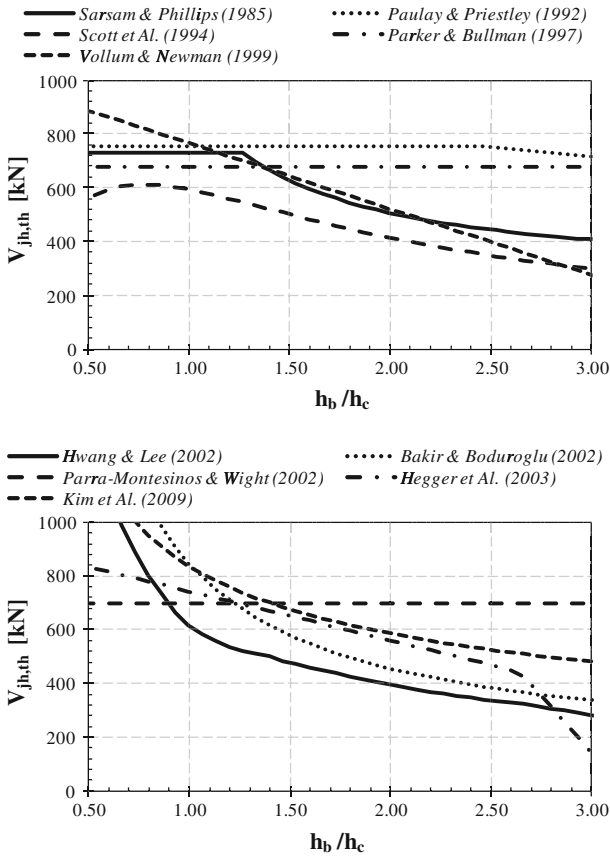 Sarsam & Phillips (1985) Paulay & Priestley (1992)
Scott et Al. (1994) Parker & Bullman (1997)
Vollum & Newman (1999)
1000
800
600
400
200
0
V_jh,th [kN]
0.50 1.00 1.50 2.00 2.50 3.00
h_b/h_c
Hwang & Lee (2002) Bakir & Boduroglu (2002)
Parra-Montesinos & Wight (2002) Hegger et Al. (2003)
Kim et Al. (2009)
1000
800
600
400
200
0
V_jh,th [kN]
0.50 1.00 1.50 2.00 2.50 3.00
h_b/h_c